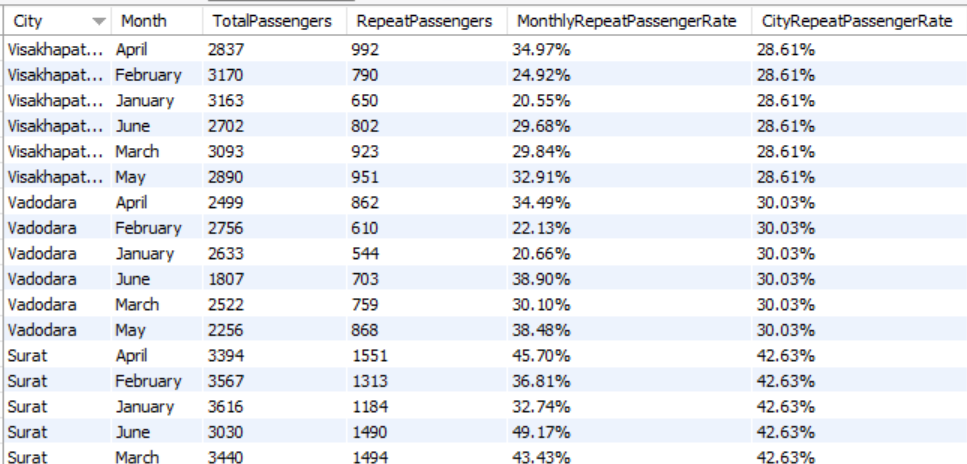 City Month TotalPassengers RepeatPassengers MonthlyRepeatPassengerRate CityRepeatPassengerRate
Visakhapat... April 2837 992 34.97% 28.61%
Visakhapat... February 3170 790 24.92% 28.61%
Visakhapat... January 3163 650 20.55% 28.61%
Visakhapat... June 2702 802 29.68% 28.61%
Visakhapat... March 3093 923 29.84% 28.61%
Visakhapat... May 2890 951 32.91% 28.61%
Vadodara April 2499 862 34.49% 30.03%
Vadodara February 2756 610 22.13% 30.03%
Vadodara January 2633 544 20.66% 30.03%
Vadodara June 1807 703 38.90% 30.03%
Vadodara March 2522 759 30.10% 30.03%
Vadodara May 2256 868 38.48% 30.03%
Surat April 3394 1551 45.70% 42.63%
Surat February 3567 1313 36.81% 42.63%
Surat January 3616 1184 32.74% 42.63%
Surat June 3030 1490 49.17% 42.63%
Surat March 3440 1494 43.43% 42.63%